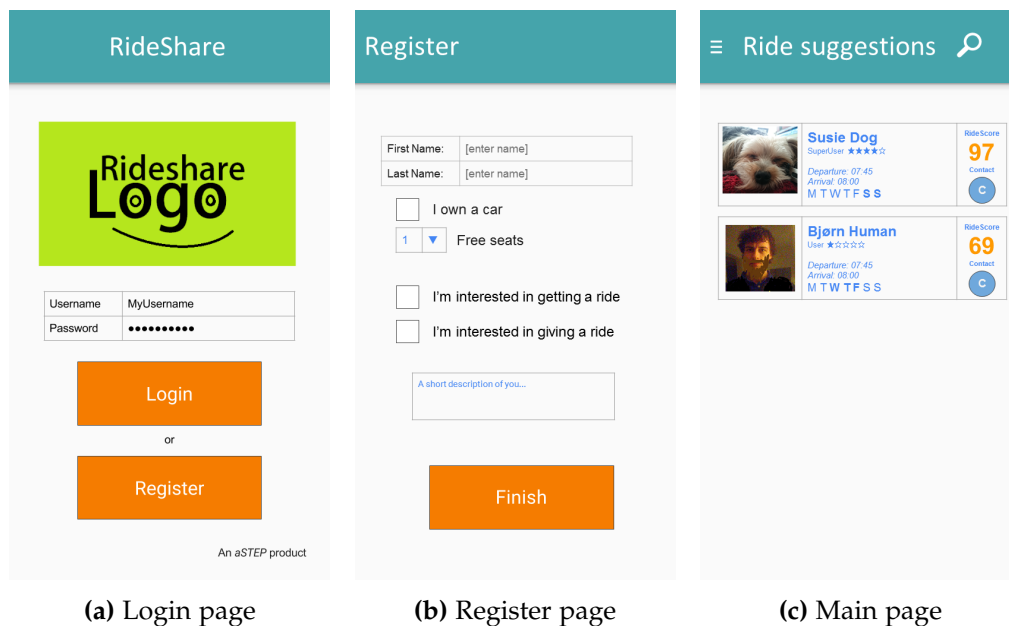 RideShare
Rideshare
Logo
Username MyUsername
Password ●●●●●●●●●●
Login
or
Register
An aSTEP product
(a) Login page
Register
First Name: [enter name]
Last Name: [enter name]
I own a car
1 ▼ Free seats
I'm interested in getting a ride
I'm interested in giving a ride
A short description of you...
Finish
(b) Register page
≡ Ride suggestions
Susie Dog
SuperUser ★★★★☆
Departure: 07:45
Arrival: 08:00
M T W T F S S
RideScore
97
Contact
C
Bjørn Human
User ★☆☆☆☆
Departure: 07:45
Arrival: 08:00
M T W T F S S
RideScore
69
Contact
C
(c) Main page